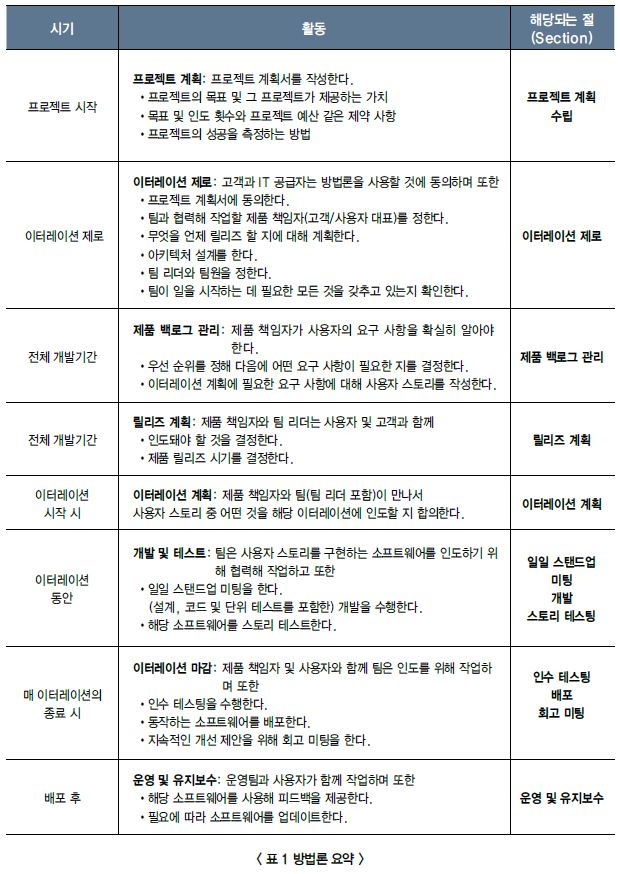 시기
활동
해당되는 절
(Section)
프로젝트 시작
프로젝트 계획: 프로젝트 계획서를 작성한다.
• 프로젝트의 목표 및 그 프로젝트가 제공하는 가치
• 목표 및 인도 횟수와 프로젝트 예산 같은 제약 사항
• 프로젝트의 성공을 측정하는 방법
프로젝트 계획
수립
이터레이션 제로
이터레이션 제로: 고객과 IT 공급자는 방법론을 사용할 것에 동의하며 또한
• 프로젝트 계획서에 동의한다.
• 팀과 협력해 작업할 제품 책임자(고객/사용자 대표)를 정한다.
• 무엇을 언제 릴리즈 할 지에 대해 계획한다.
• 아키텍처 설계를 한다.
• 팀 리더와 팀원을 정한다.
• 팀이 일을 시작하는 데 필요한 모든 것을 갖추고 있는지 확인한다.
이터레이션 제로
전체 개발기간
제품 백로그 관리: 제품 책임자가 사용자의 요구 사항을 확실히 알아야
한다.
• 우선 순위를 정해 다음에 어떤 요구 사항이 필요한 지를 결정한다.
• 이터레이션 계획에 필요한 요구 사항에 대해 사용자 스토리를 작성한다.
제품 백로그 관리
전체 개발기간
릴리즈 계획: 제품 책임자와 팀 리더는 사용자 및 고객과 함께
• 인도돼야 할 것을 결정한다.
• 제품 릴리즈 시기를 결정한다.
릴리즈 계획
이터레이션
시작 시
이터레이션 계획: 제품 책임자와 팀(팀 리더 포함)이 만나서
사용자 스토리 중 어떤 것을 해당 이터레이션에 인도할 지 합의한다.
이터레이션 계획
이터레이션
동안
개발 및 테스트: 팀은 사용자 스토리를 구현하는 소프트웨어를 인도하기 위
해 협력해 작업하고 또한
• 일일 스탠드업 미팅을 한다.
(설계, 코드 및 단위 테스트를 포함한) 개발을 수행한다.
• 해당 소프트웨어를 스토리 테스트한다.
일일 스탠드업
미팅
개발
스토리 테스팅
매 이터레이션의
종료 시
이터레이션 마감: 제품 책임자 및 사용자와 함께 팀은 인도를 위해 작업하
며 또한
• 인수 테스팅을 수행한다.
• 동작하는 소프트웨어를 배포한다.
• 지속적인 개선 제안을 위해 회고 미팅을 한다.
인수 테스팅
배포
회고 미팅
배포 후
운영 및 유지보수: 운영팀과 사용자가 함께 작업하며 또한
• 해당 소프트웨어를 사용해 피드백을 제공한다.
• 필요에 따라 소프트웨어를 업데이트한다.
운영 및 유지보수
< 표 1 방법론 요약 >